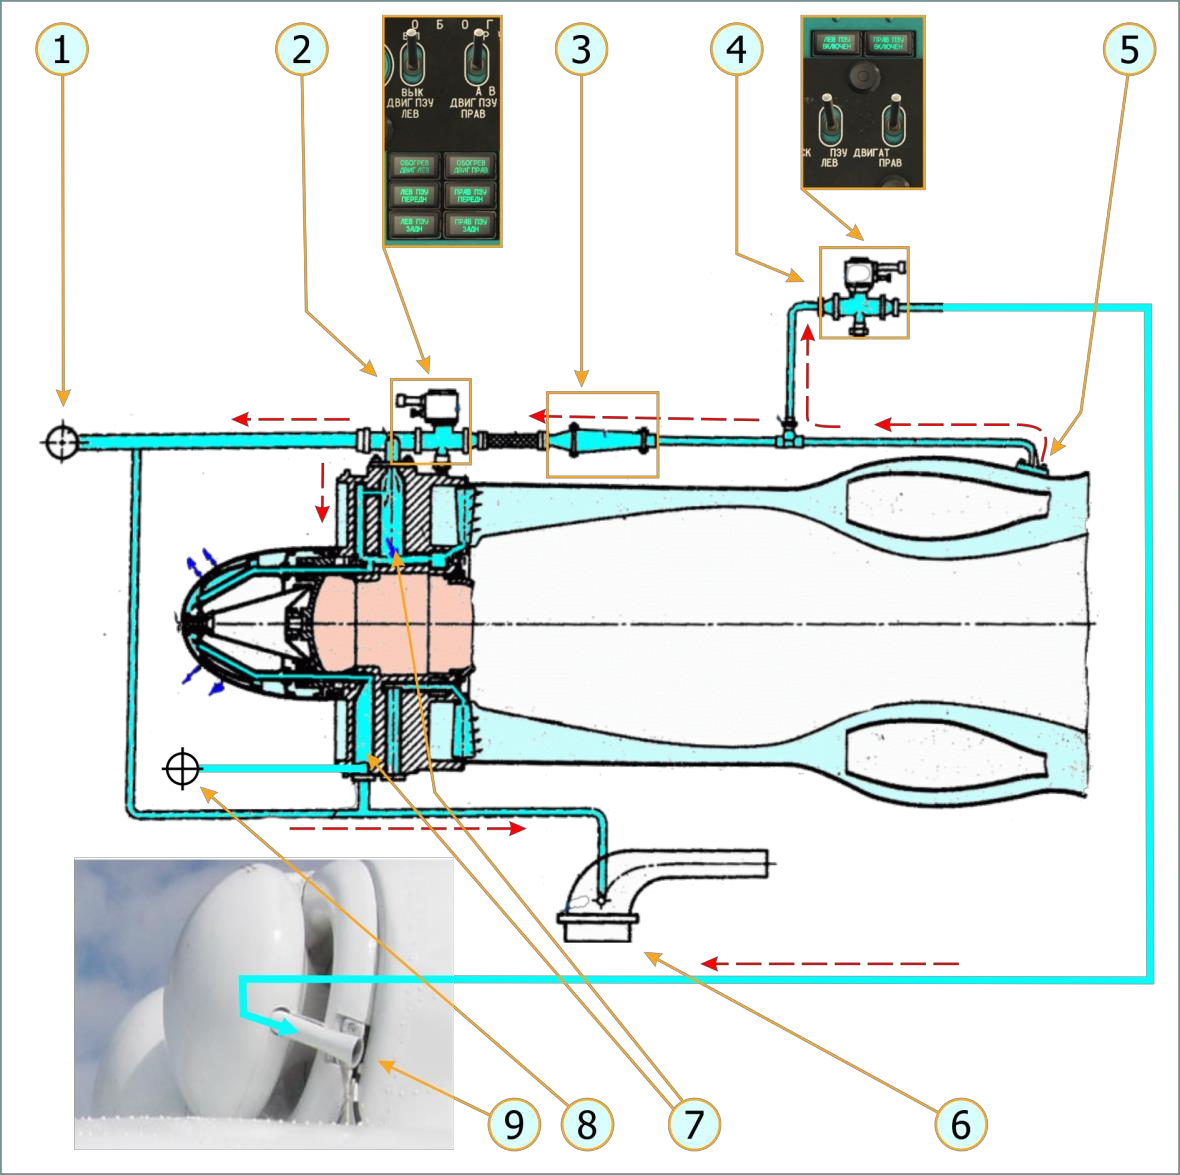 1
2
3
4
5
О Б О Г
ВЫК
А В
ДВИГ ПЗУ
ДВИГ ПЗУ
ЛЕВ
ПРАВ
ОБОГРЕВ
ДВИГ ЛЕВ
ОБОГРЕВ
ДВИГ ПРАВ
ЛЕВ ПЗУ
ПЕРЕДН
ПРАВ ПЗУ
ПЕРЕДН
ЛЕВ ПЗУ
ЗАДН
ПРАВ ПЗУ
ЗАДН
ЛЕВ ПЗУ
ВКЛЮЧЕН
ПРАВ ПЗУ
ВКЛЮЧЕН
СК ПЗУ ДВИГАТ
ЛЕВ
ПРАВ
9
8
7
6